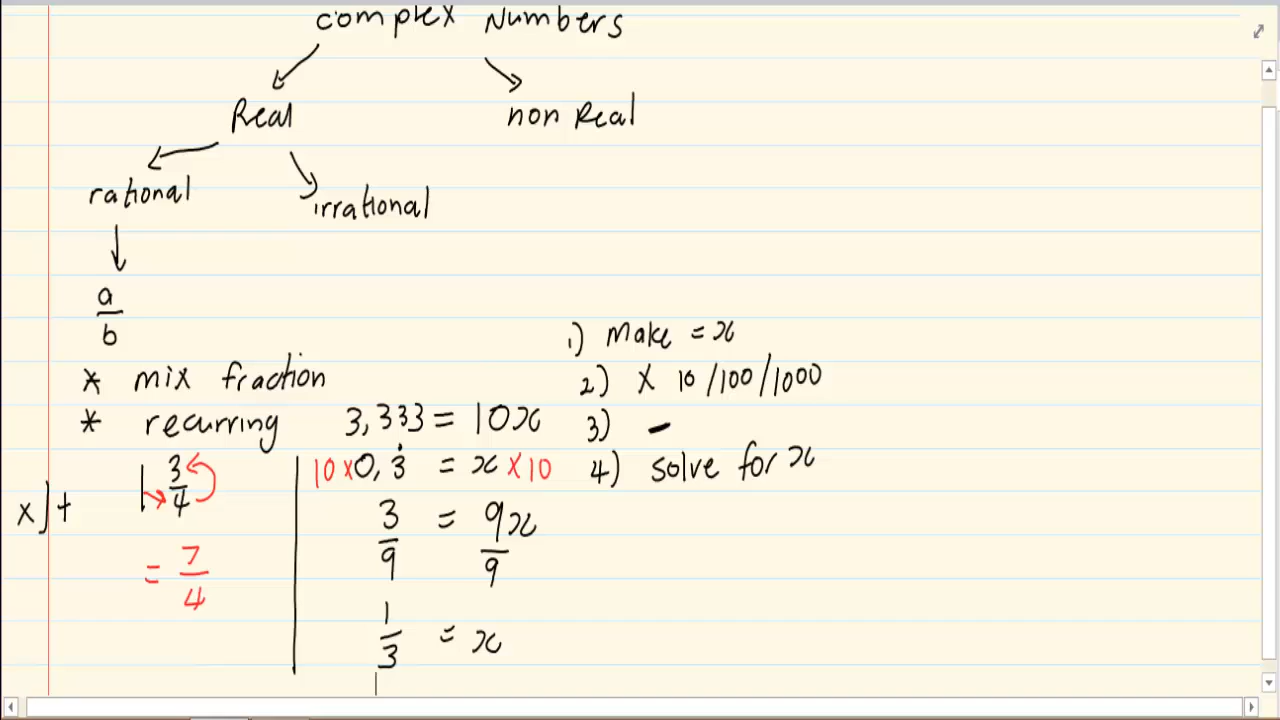 complex Numbers
Real non Real
rational irrational
a/b
* mix fraction
* recurring
x]+ 1 3/4
= 7/4
3,333 = 10x
10 × 0,3̇ = x × 10
3/9 = 9x/9
1/3 = x
1) Make = x
2) X 10/100/1000
3) -
4) solve for x